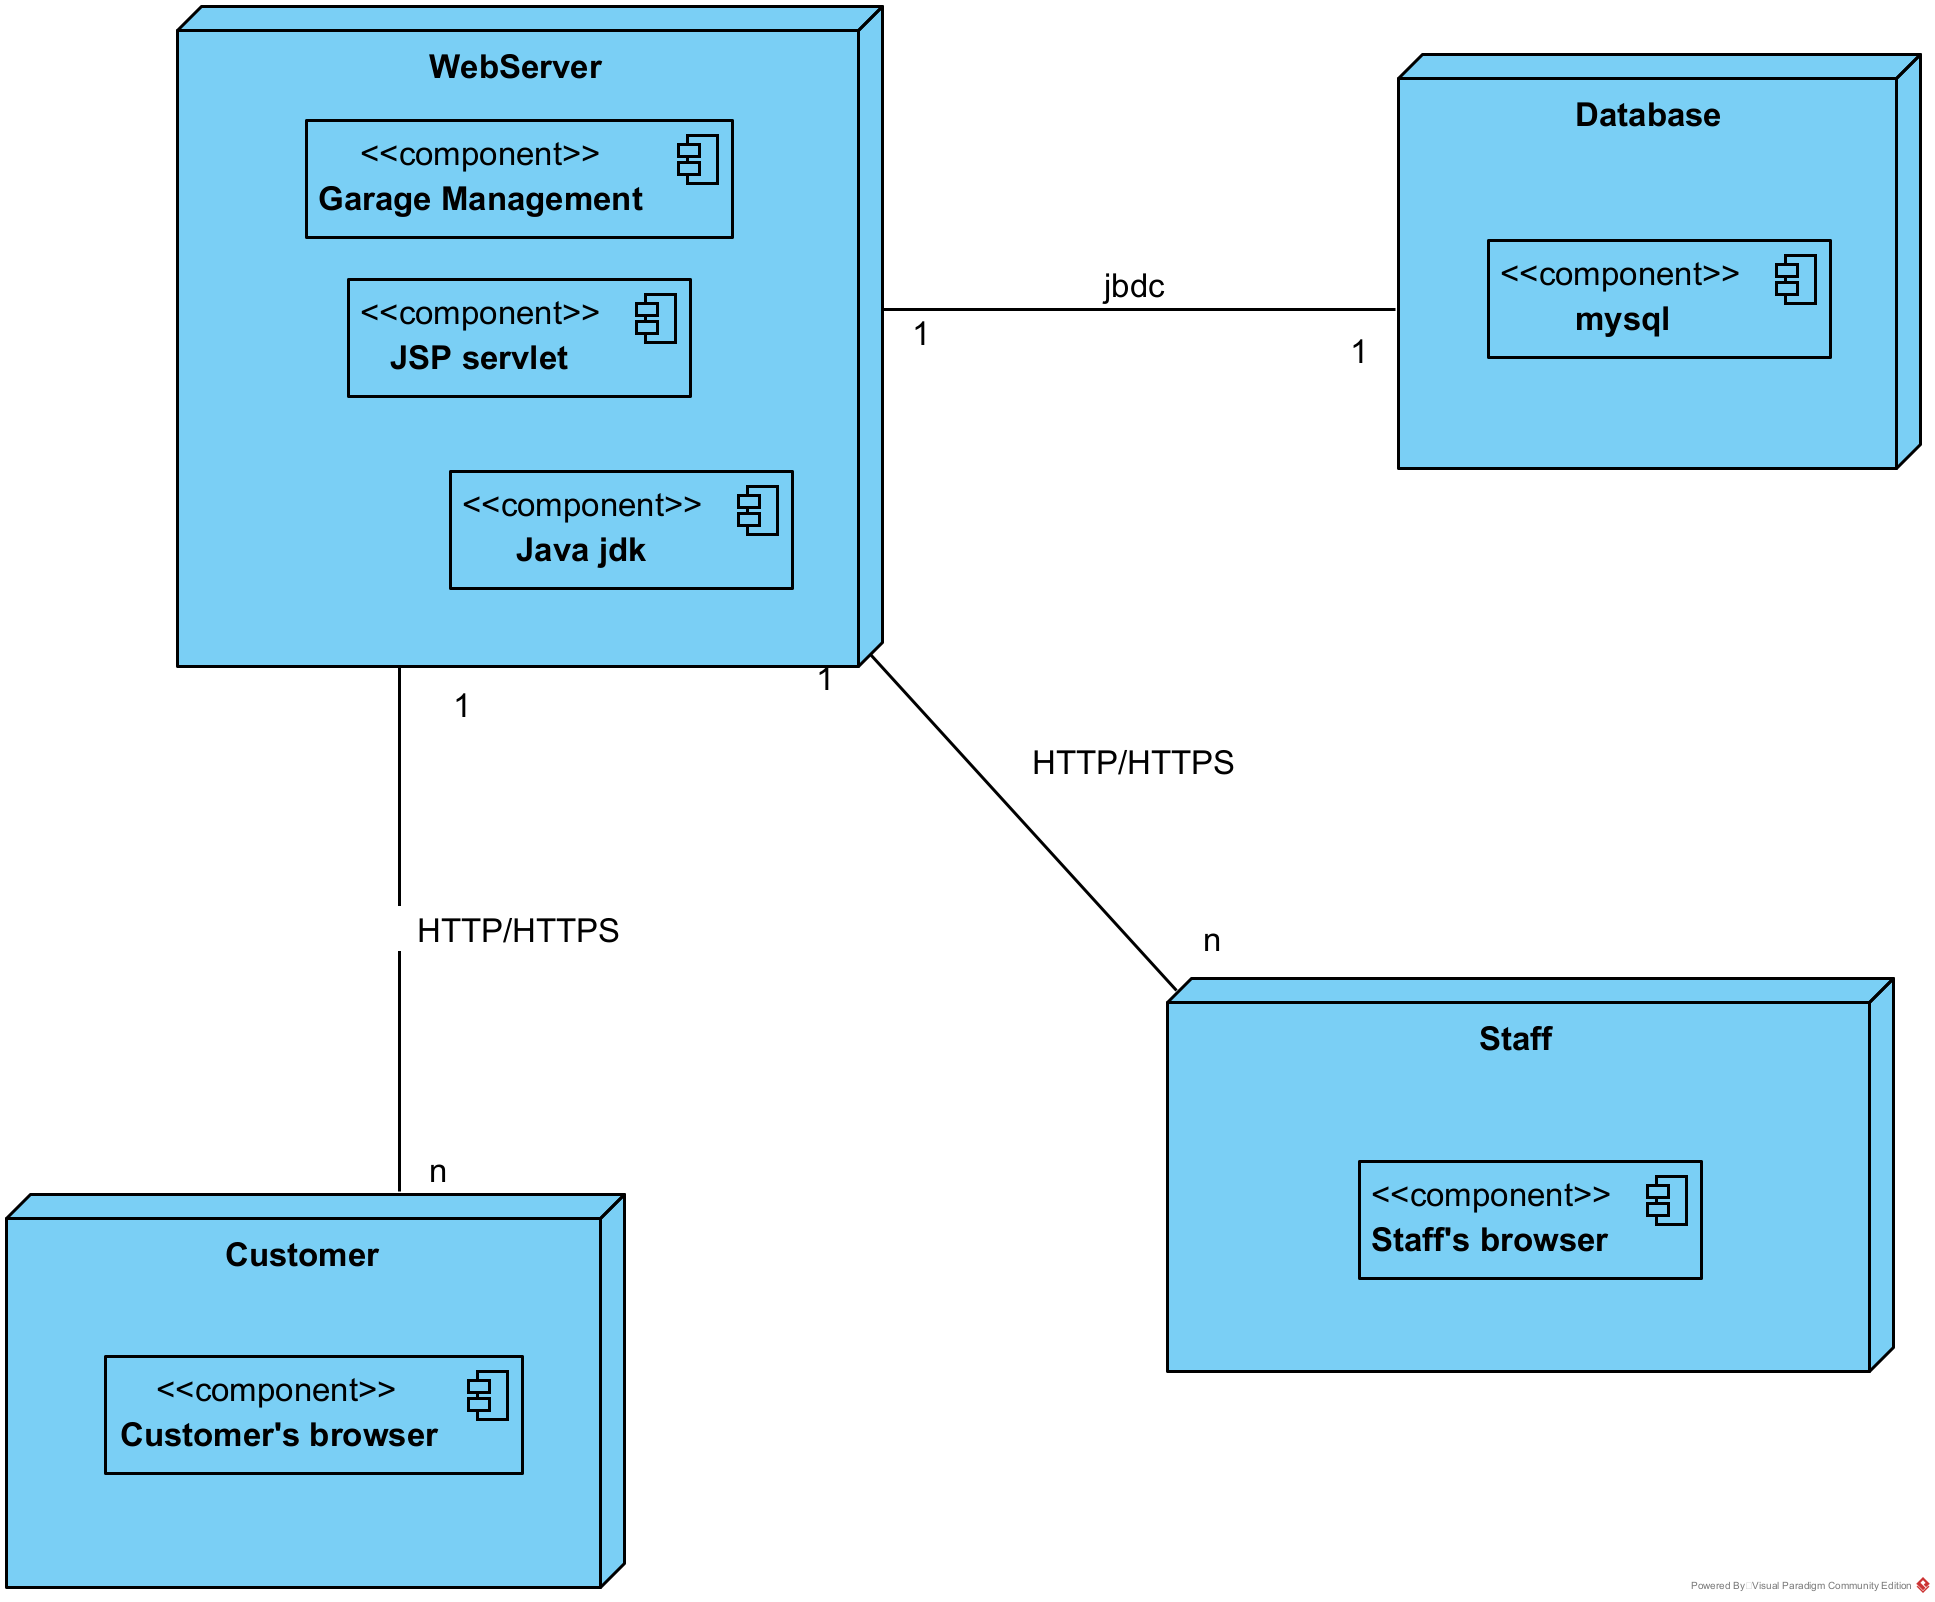 WebServer
<<component>>
Garage Management
<<component>>
JSP servlet
<<component>>
Java jdk
Database
<<component>>
mysql
jbdc
1
1
1
1
HTTP/HTTPS
HTTP/HTTPS
n
n
Staff
<<component>>
Staff's browser
Customer
<<component>>
Customer's browser
Powered By Visual Paradigm Community Edition